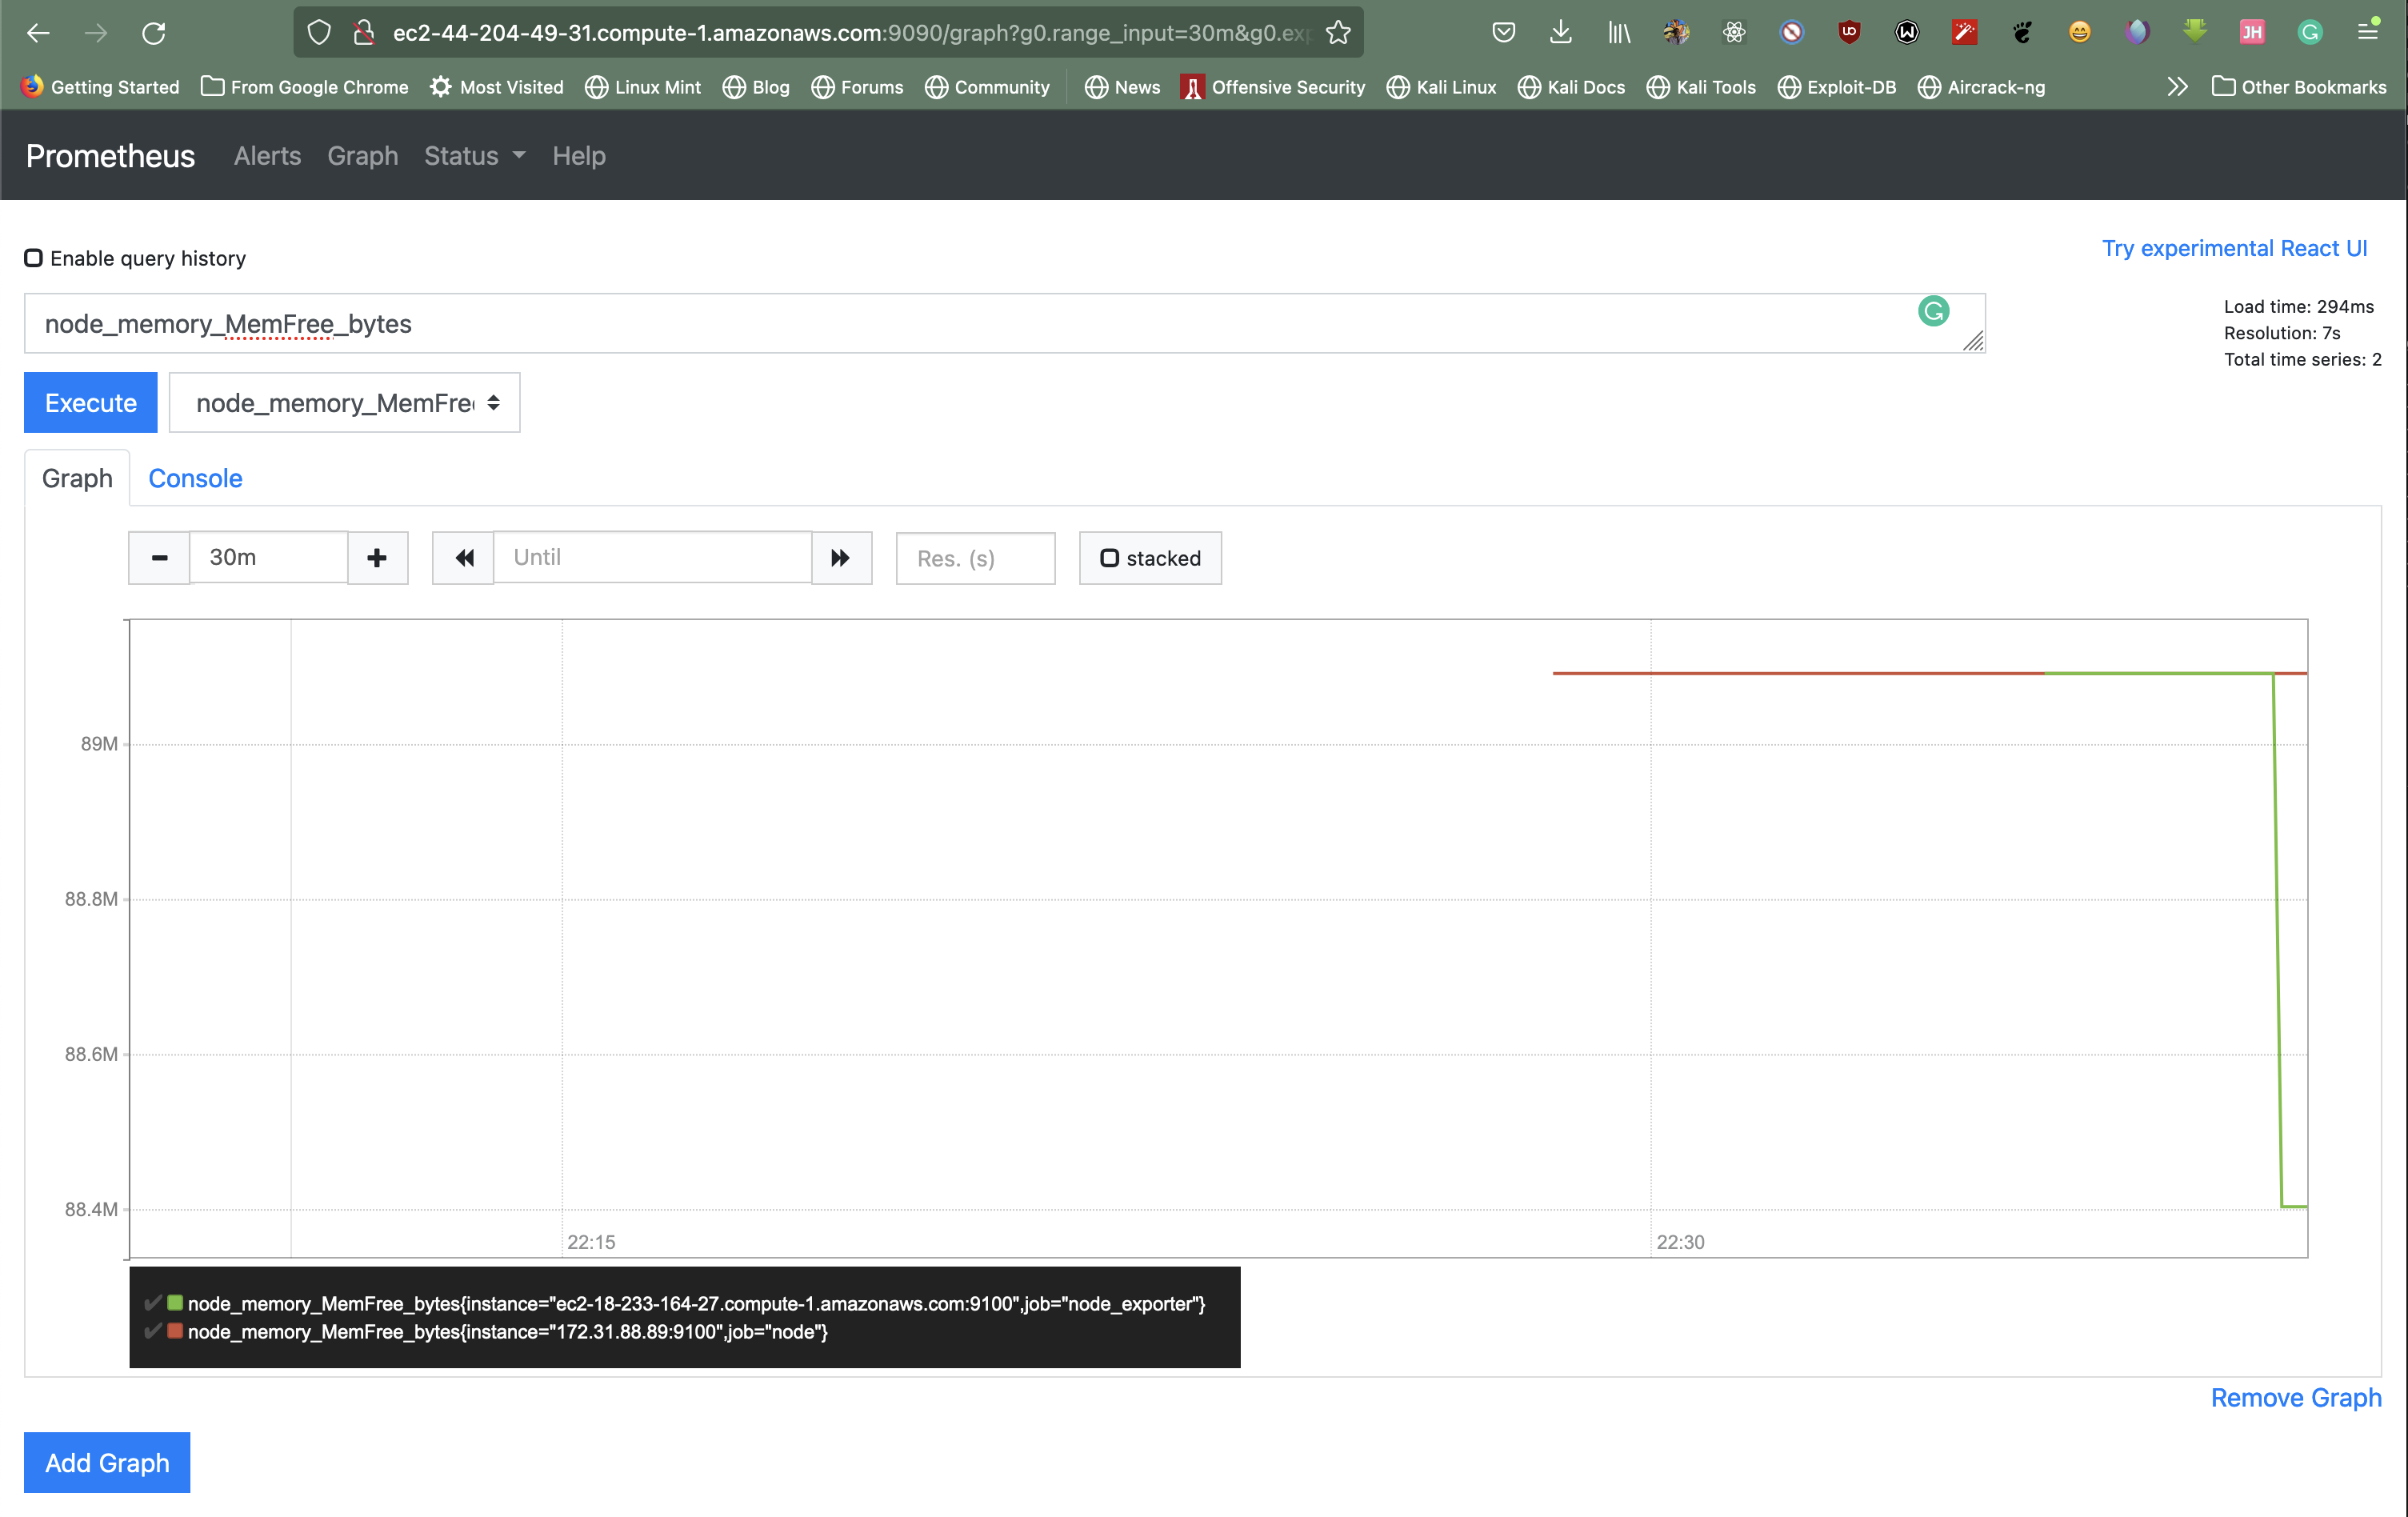 ec2-44-204-49-31.compute-1.amazonaws.com:9090/graph?g0.range_input=30m&g0.exp
Getting Started From Google Chrome Most Visited Linux Mint Blog Forums Community News Offensive Security Kali Linux Kali Docs Kali Tools Exploit-DB Aircrack-ng Other Bookmarks
Prometheus Alerts Graph Status Help
Enable query history
Try experimental React UI
node_memory_MemFree_bytes
Load time: 294ms
Resolution: 7s
Total time series: 2
Execute node_memory_MemFre
Graph Console
30m Until Res. (s) stacked
89M
88.8M
88.6M
88.4M
22:15 22:30
node_memory_MemFree_bytes{instance="ec2-18-233-164-27.compute-1.amazonaws.com:9100",job="node_exporter"}
node_memory_MemFree_bytes{instance="172.31.88.89:9100",job="node"}
Remove Graph
Add Graph